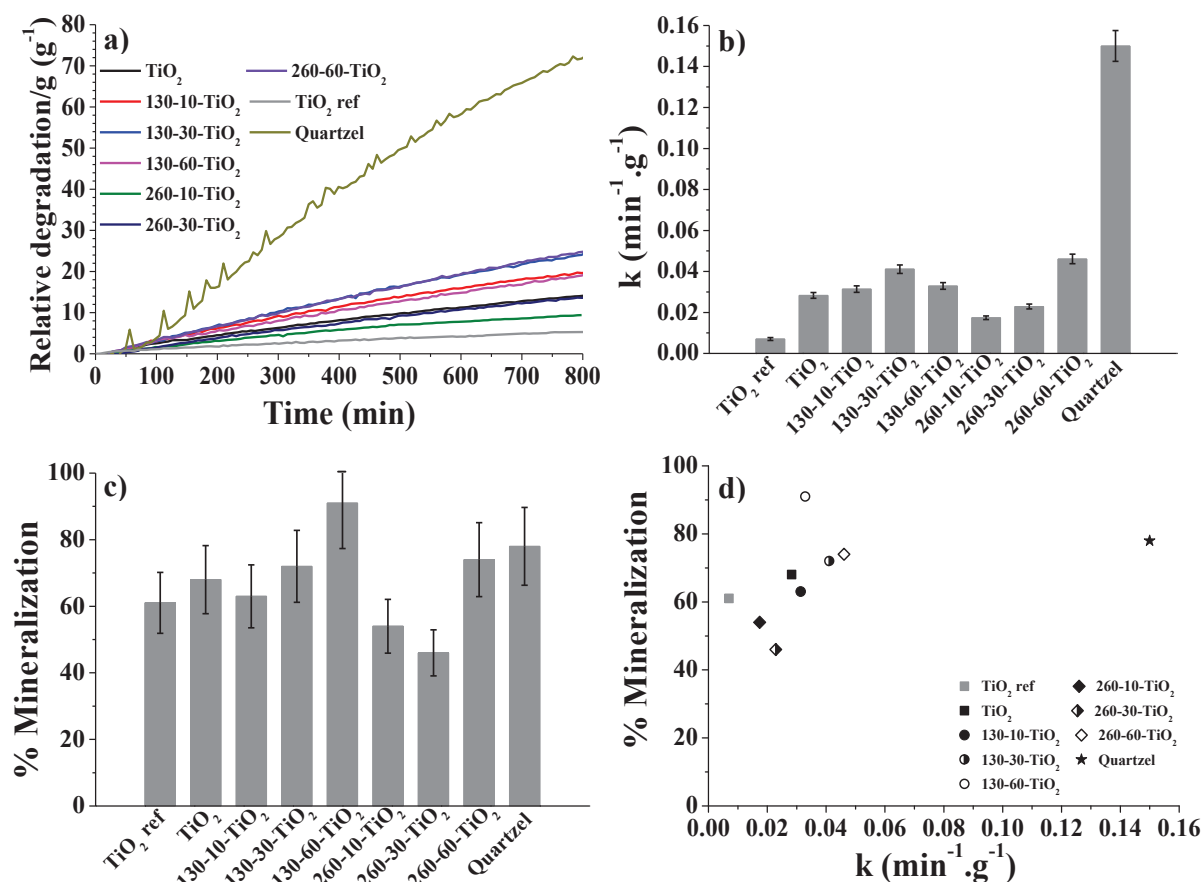 a)
Relative degradation/g (g⁻¹)
80
70
60
50
40
30
20
10
0
TiO₂
130-10-TiO₂
130-30-TiO₂
130-60-TiO₂
260-10-TiO₂
260-30-TiO₂
260-60-TiO₂
TiO₂ ref
Quartzel
0 100 200 300 400 500 600 700 800
Time (min)
b)
k (min⁻¹.g⁻¹)
0.16
0.14
0.12
0.10
0.08
0.06
0.04
0.02
0.00
TiO₂ ref
TiO₂
130-10-TiO₂
130-30-TiO₂
130-60-TiO₂
260-10-TiO₂
260-30-TiO₂
260-60-TiO₂
Quartzel
c)
% Mineralization
100
80
60
40
20
0
TiO₂ ref
TiO₂
130-10-TiO₂
130-30-TiO₂
130-60-TiO₂
260-10-TiO₂
260-30-TiO₂
260-60-TiO₂
Quartzel
d)
% Mineralization
100
80
60
40
20
0
TiO₂ ref
TiO₂
130-10-TiO₂
130-30-TiO₂
130-60-TiO₂
260-10-TiO₂
260-30-TiO₂
260-60-TiO₂
Quartzel
0.00 0.02 0.04 0.06 0.08 0.10 0.12 0.14 0.16
k (min⁻¹.g⁻¹)